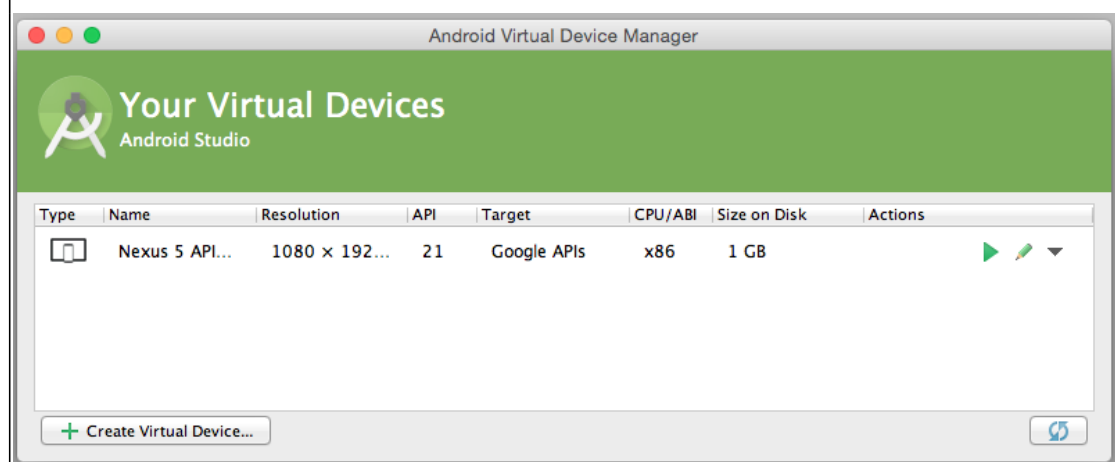 Android Virtual Device Manager
Your Virtual Devices
Android Studio
Type Name Resolution API Target CPU/ABI Size on Disk Actions
Nexus 5 API... 1080 × 192... 21 Google APIs x86 1 GB
Create Virtual Device...